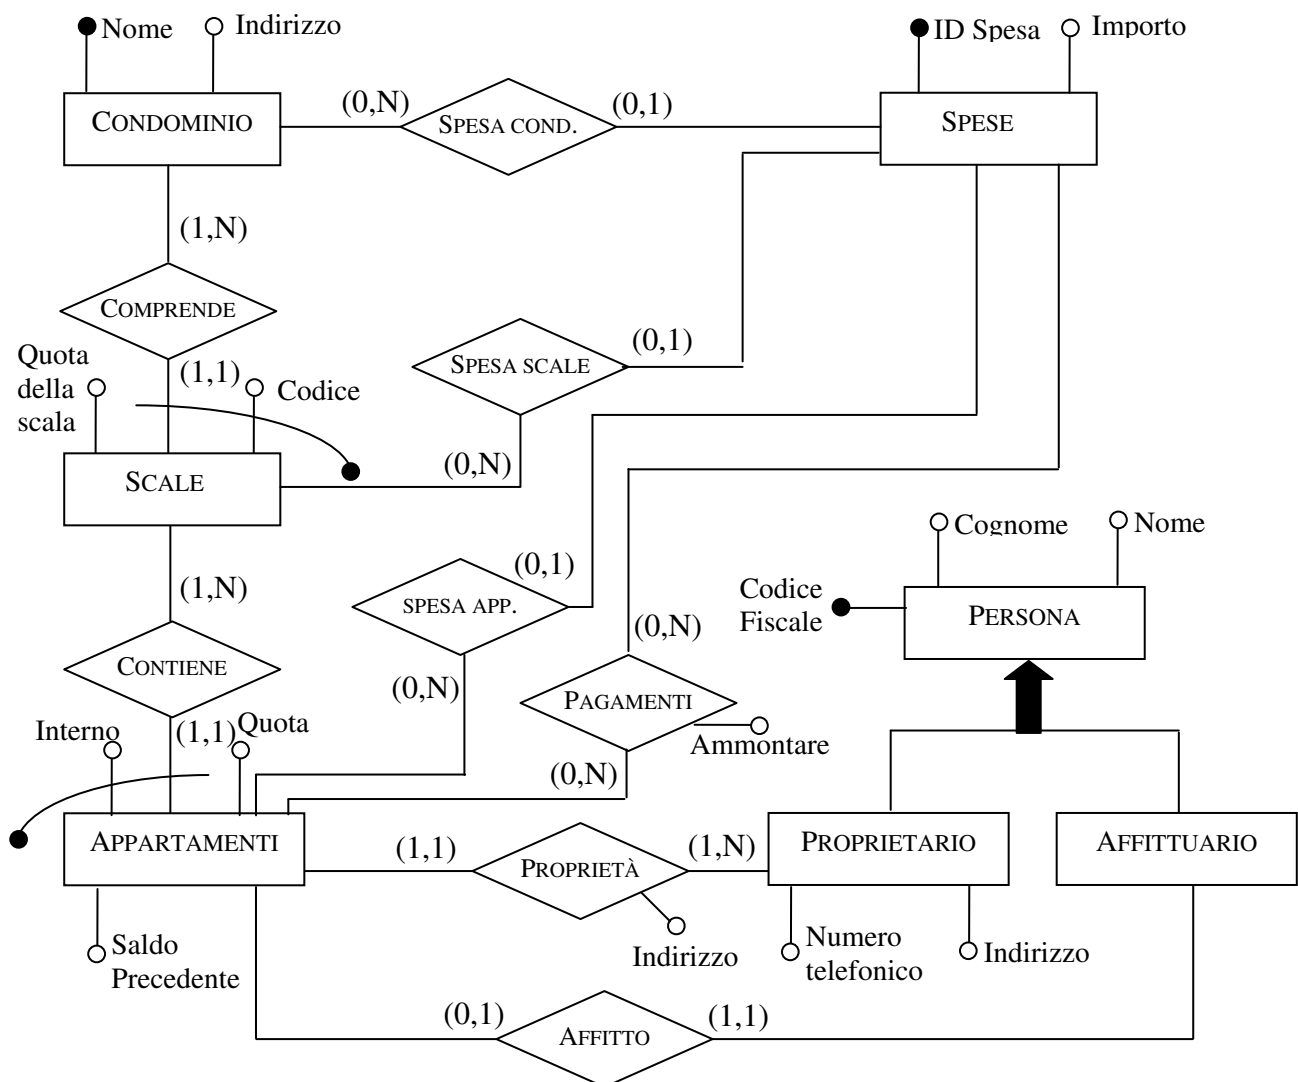 Nome
Indirizzo
ID Spesa
Importo
(0,N)
(0,1)
CONDOMINIO
SPESA COND.
SPESE
(1,N)
COMPRENDE
(0,1)
SPESA SCALE
Quota
della
scala
(1,1)
Codice
(0,N)
SCALE
Cognome
Nome
(0,1)
(1,N)
Codice
Fiscale
SPESA APP.
PERSONA
(0,N)
CONTIENE
(0,N)
PAGAMENTI
Interno
(1,1)
Quota
Ammontare
(0,N)
APPARTAMENTI
(1,1)
PROPRIETÀ
(1,N)
PROPRIETARIO
AFFITTUARIO
Saldo
Precedente
Indirizzo
Numero
telefonico
Indirizzo
(0,1)
AFFITTO
(1,1)